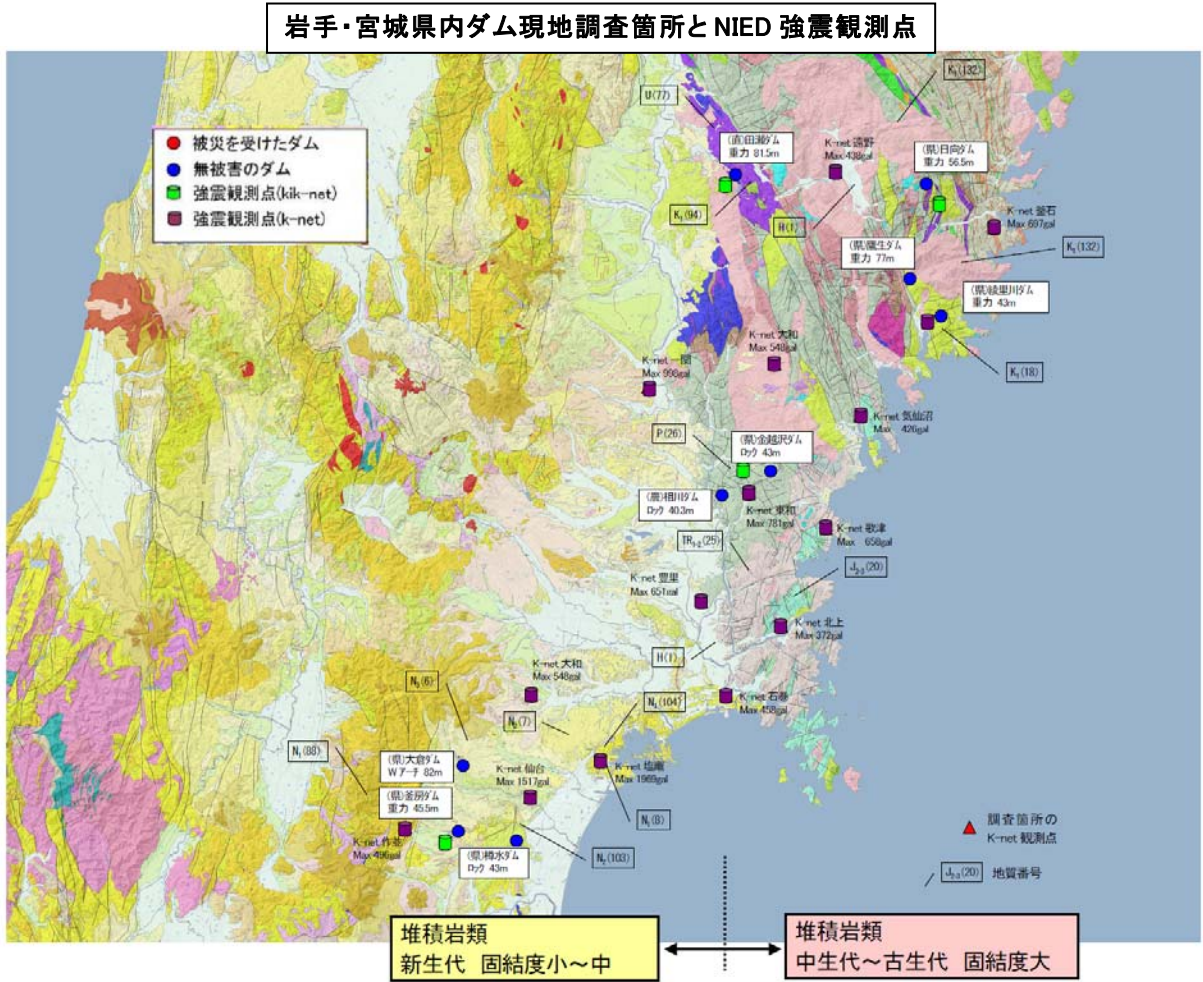 岩手・宮城県内ダム現地調査箇所とNIED 強震観測点
被災を受けたダム
無被害のダム
強震観測点(kik-net)
強震観測点(k-net)
U(77)
K₁(132)
(直)田瀬ダム
重力 81.5m
K-net 遠野
Max 438gal
(県)日向ダム
重力 56.5m
K₁(94)
H(1)
K-net 釜石
Max 697gal
(県)鷹生ダム
重力 77m
K₁(132)
(県)綾里川ダム
重力 43m
K-net 大和
Max 548gal
K-net 一関
Max 998gal
K₁(18)
K-net 気仙沼
Max 426gal
P(26)
(県)金越沢ダム
ロック 43m
(農)相川ダム
ロック 40.3m
K-net 東和
Max 781gal
K-net 歌津
Max 658gal
TR₁₋₂(25)
J₂₋₃(20)
K-net 豊里
Max 651gal
K-net 北上
Max 372gal
H(1)
K-net 大和
Max 548gal
N₃(6)
N₂(104)
K-net 石巻
Max 458gal
N₃(7)
N₁(88)
(県)大倉ダム
Wアーチ 82m
K-net 仙台
Max 1517gal
K-net 塩竈
Max 1969gal
(県)釜房ダム
重力 45.5m
N₁(8)
K-net 作並
Max 496gal
(県)樽水ダム
ロック 43m
N₂(103)
調査箇所の
K-net 観測点
J₂₋₃(20) 地質番号
堆積岩類
新生代 固結度小～中
堆積岩類
中生代～古生代 固結度大